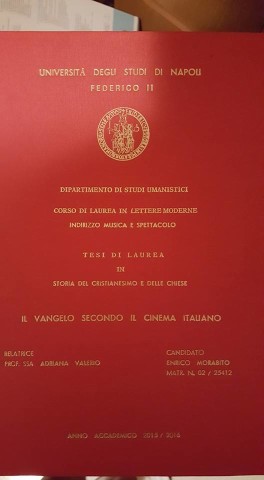 UNIVERSITÀ DEGLI STUDI DI NAPOLI
FEDERICO II
DIPARTIMENTO DI STUDI UMANISTICI
CORSO DI LAUREA IN LETTERE MODERNE
INDIRIZZO MUSICA E SPETTACOLO
TESI DI LAUREA
IN
STORIA DEL CRISTIANESIMO E DELLE CHIESE
IL VANGELO SECONDO IL CINEMA ITALIANO
RELATRICE
PROF. SSA ADRIANA VALERIO
CANDIDATO
ENRICO MORABITO
MATR. N. 52 / 23412
ANNO ACCADEMICO